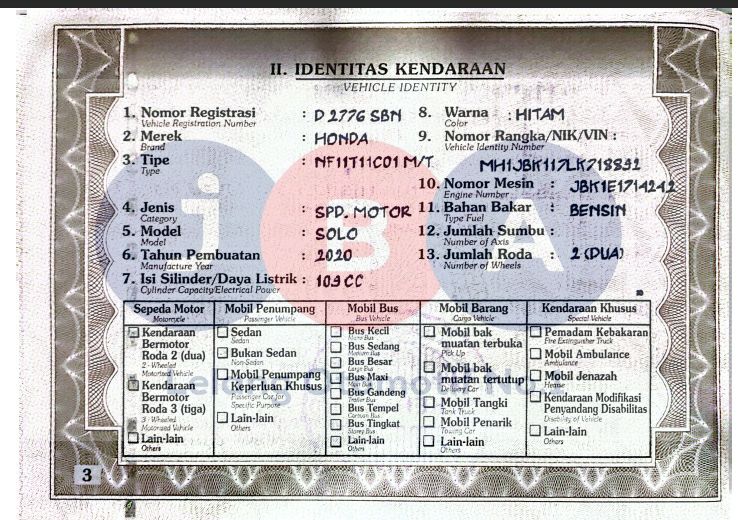 II. IDENTITAS KENDARAAN
VEHICLE IDENTITY
1. Nomor Registrasi : D 2776 SBN
Vehicle Registration Number
2. Merek : HONDA
Brand
3. Tipe : NF11T11C01 M/T
Type
4. Jenis : SPD. MOTOR
Category
5. Model : SOLO
Model
6. Tahun Pembuatan : 2020
Manufacture Year
7. Isi Silinder/Daya Listrik : 109 CC
Cylinder Capacity/Electrical Power
8. Warna : HITAM
Color
9. Nomor Rangka/NIK/VIN :
Vehicle Identity Number
MH1JBK117LK718892
10. Nomor Mesin : JBK1E1714242
Engine Number
11. Bahan Bakar : BENSIN
Type Fuel
12. Jumlah Sumbu :
Number of Axis
13. Jumlah Roda : 2 (DUA)
Number of Wheels
Sepeda Motor
Motorcycle
Kendaraan
Bermotor
Roda 2 (dua)
2 - Wheeled
Motorized Vehicle
Kendaraan
Bermotor
Roda 3 (tiga)
3 - Wheeled
Motorized Vehicle
Lain-lain
Others
Mobil Penumpang
Passenger Vehicle
Sedan
Sedan
Bukan Sedan
Non-Sedan
Mobil Penumpang
Keperluan Khusus
Passenger Car for
Specific Purpose
Lain-lain
Others
Mobil Bus
Bus Vehicle
Bus Kecil
Micro Bus
Bus Sedang
Medium Bus
Bus Besar
Large Bus
Bus Maxi
Maxi Bus
Bus Gandeng
Trailer Bus
Bus Tempel
Bus Tingkat
Storey Bus
Lain-lain
Others
Mobil Barang
Cargo Vehicle
Mobil bak
muatan terbuka
Pick Up
Mobil bak
muatan tertutup
Delivery Car
Mobil Tangki
Tank Truck
Mobil Penarik
Towing Car
Lain-lain
Others
Kendaraan Khusus
Special Vehicle
Pemadam Kebakaran
Fire Extinguisher Truck
Mobil Ambulance
Ambulance
Mobil Jenazah
Hearse
Kendaraan Modifikasi
Penyandang Disabilitas
Disability of Vehicle
Lain-lain
Others
3
iBA